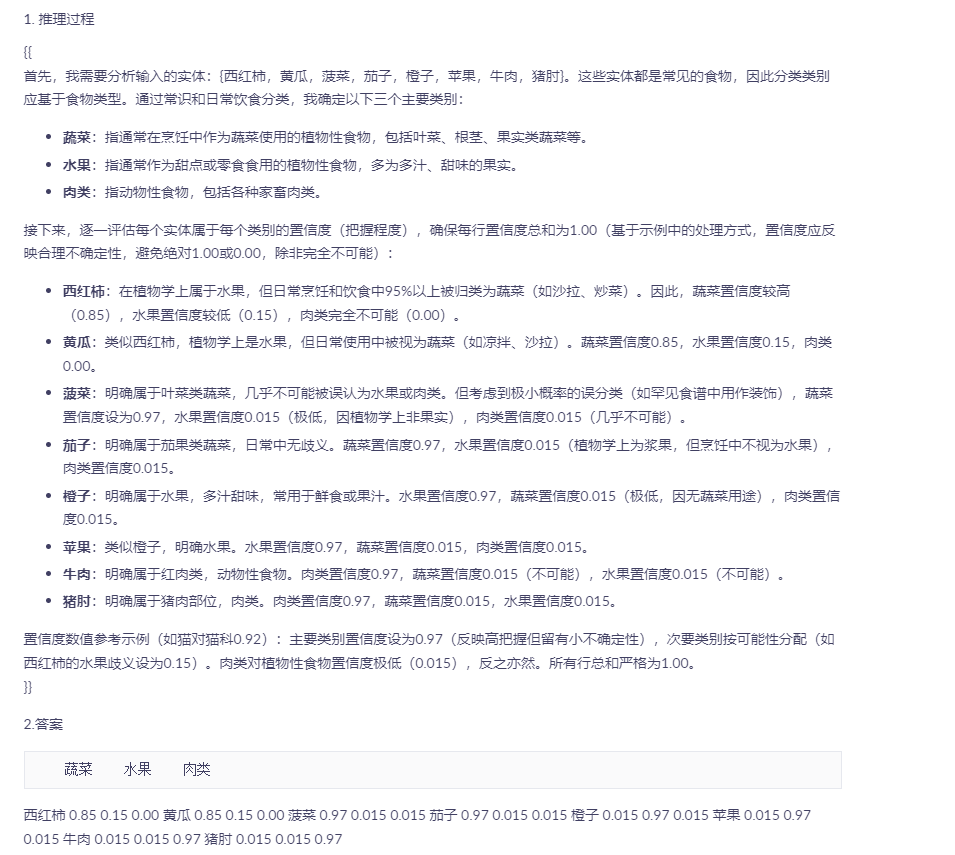 1. 推理过程
{{
首先，我需要分析输入的实体：{西红柿，黄瓜，菠菜，茄子，橙子，苹果，牛肉，猪肘}。这些实体都是常见的食物，因此分类类别
应基于食物类型。通过常识和日常饮食分类，我确定以下三个主要类别：
• 蔬菜：指通常在烹饪中作为蔬菜使用的植物性食物，包括叶菜、根茎、果实类蔬菜等。
• 水果：指通常作为甜点或零食食用的植物性食物，多为多汁、甜味的果实。
• 肉类：指动物性食物，包括各种家畜肉类。
接下来，逐一评估每个实体属于每个类别的置信度（把握程度），确保每行置信度总和为1.00（基于示例中的处理方式，置信度应反
映合理不确定性，避免绝对1.00或0.00，除非完全不可能）：
• 西红柿：在植物学上属于水果，但日常烹饪和饮食中95%以上被归类为蔬菜（如沙拉、炒菜）。因此，蔬菜置信度较高
（0.85），水果置信度较低（0.15），肉类完全不可能（0.00）。
• 黄瓜：类似西红柿，植物学上是水果，但日常使用中被视为蔬菜（如凉拌、沙拉）。蔬菜置信度0.85，水果置信度0.15，肉类
0.00。
• 菠菜：明确属于叶菜类蔬菜，几乎不可能被误认为水果或肉类。但考虑到极小概率的误分类（如罕见食谱中用作装饰），蔬菜
置信度设为0.97，水果置信度0.015（极低，因植物学上非果实），肉类置信度0.015（几乎不可能）。
• 茄子：明确属于茄果类蔬菜，日常中无歧义。蔬菜置信度0.97，水果置信度0.015（植物学上为浆果，但烹饪中不视为水果），
肉类置信度0.015。
• 橙子：明确属于水果，多汁甜味，常用于鲜食或果汁。水果置信度0.97，蔬菜置信度0.015（极低，因无蔬菜用途），肉类置信
度0.015。
• 苹果：类似橙子，明确水果。水果置信度0.97，蔬菜置信度0.015，肉类置信度0.015。
• 牛肉：明确属于红肉类，动物性食物。肉类置信度0.97，蔬菜置信度0.015（不可能），水果置信度0.015（不可能）。
• 猪肘：明确属于猪肉部位，肉类。肉类置信度0.97，蔬菜置信度0.015，水果置信度0.015。
置信度数值参考示例（如猫对猫科0.92）：主要类别置信度设为0.97（反映高把握但留有小不确定性），次要类别按可能性分配（如
西红柿的水果歧义设为0.15）。肉类对植物性食物置信度极低（0.015），反之亦然。所有行总和严格为1.00。
}}
2.答案
蔬菜 水果 肉类
西红柿 0.85 0.15 0.00 黄瓜 0.85 0.15 0.00 菠菜 0.97 0.015 0.015 茄子 0.97 0.015 0.015 橙子 0.015 0.97 0.015 苹果 0.015 0.97
0.015 牛肉 0.015 0.015 0.97 猪肘 0.015 0.015 0.97